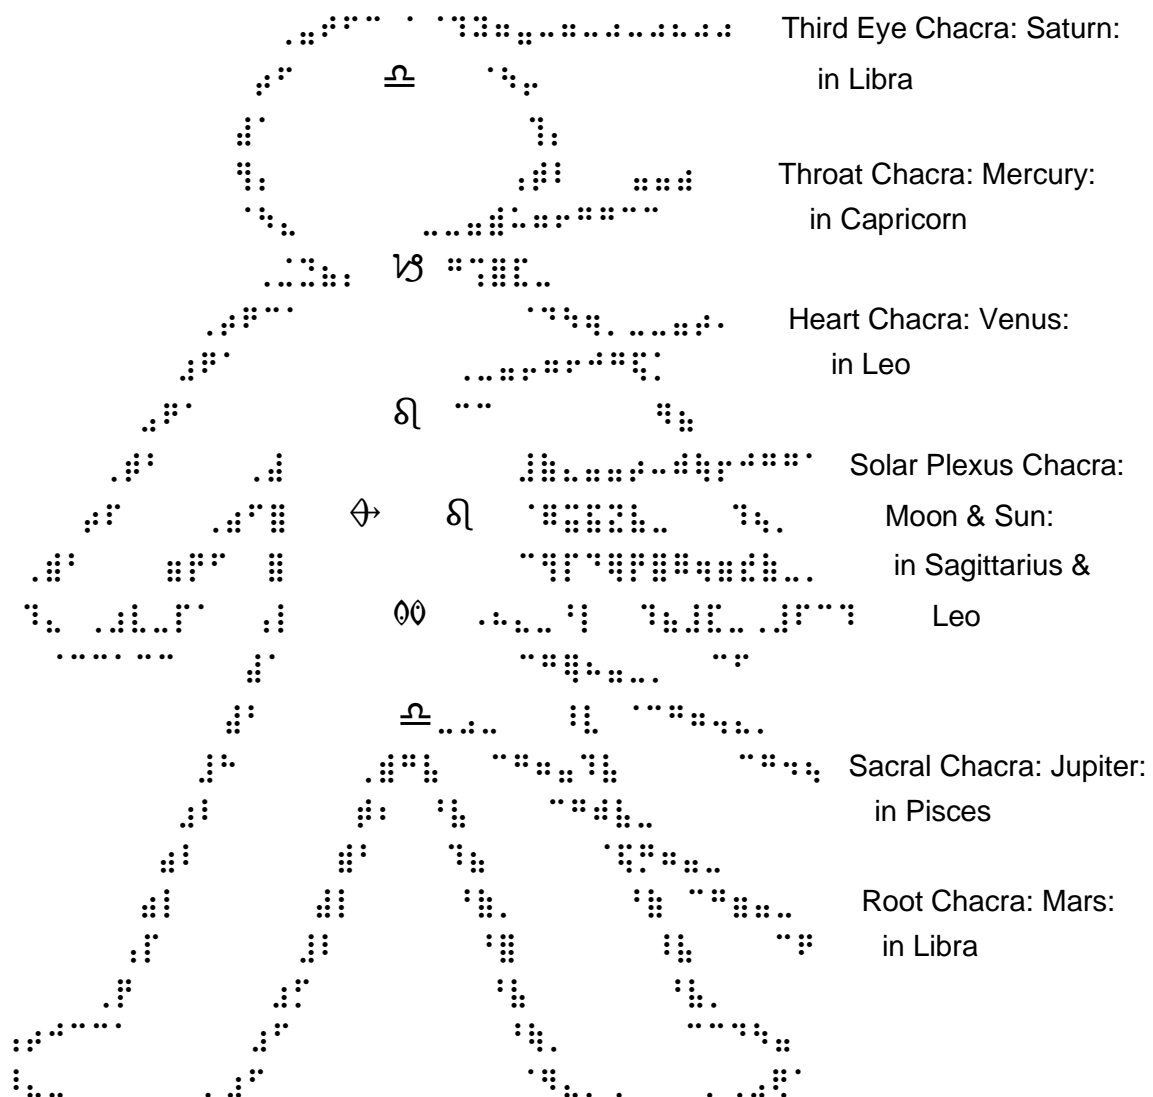 Third Eye Chacra: Saturn:
in Libra
♎
Throat Chacra: Mercury:
in Capricorn
♑
Heart Chacra: Venus:
in Leo
♌
Solar Plexus Chacra:
♐ ♌ Moon & Sun:
in Sagittarius &
♓ Leo
♎
Sacral Chacra: Jupiter:
in Pisces
Root Chacra: Mars:
in Libra